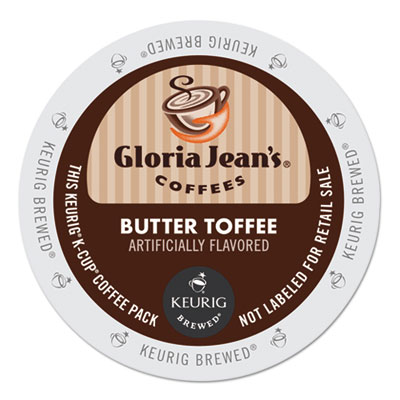 Gloria Jean's®
COFFEES
BUTTER TOFFEE
ARTIFICIALLY FLAVORED
KEURIG
BREWED®
THIS KEURIG® K-CUP® COFFEE PACK
NOT LABELED FOR RETAIL SALE
KEURIG BREWED®
KEURIG BREWED®
KEURIG BREWED®
KEURIG BREWED®